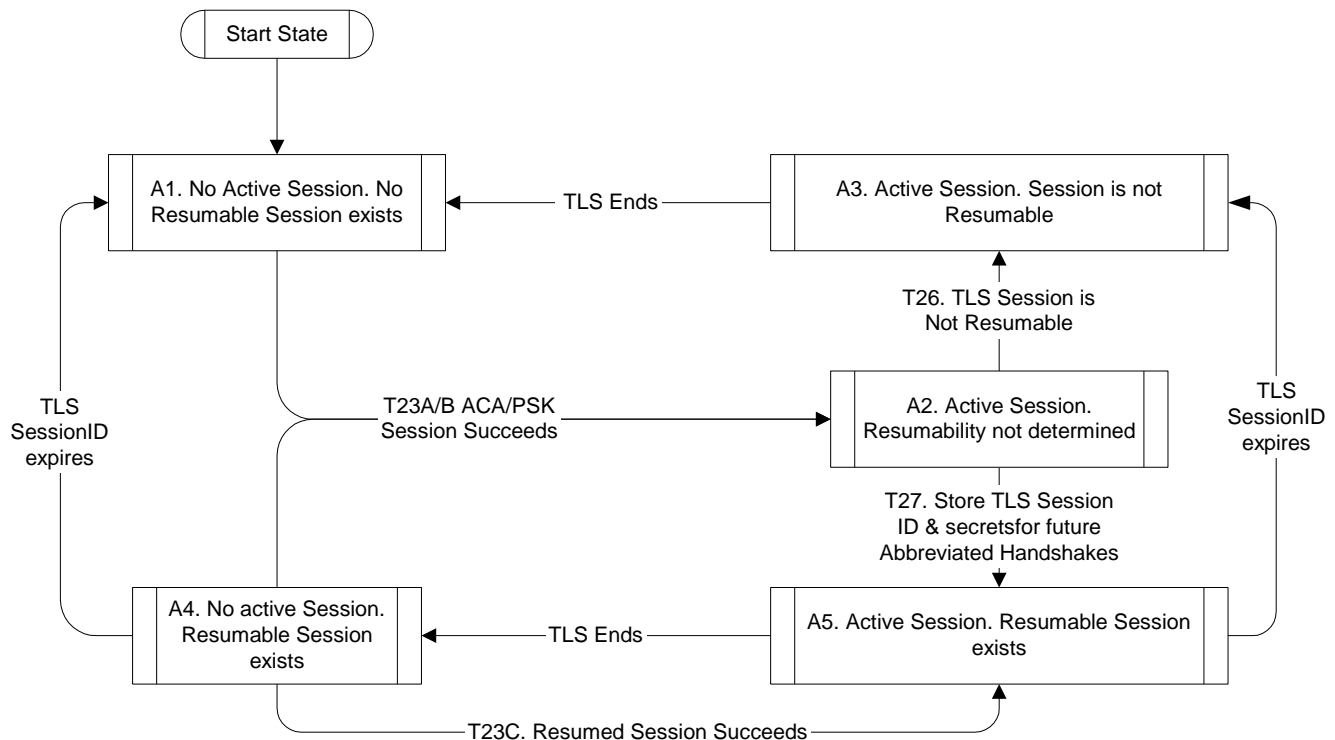 Start State
A1. No Active Session. No
Resumable Session exists
TLS Ends
A3. Active Session. Session is not
Resumable
T26. TLS Session is
Not Resumable
TLS
SessionID
expires
T23A/B ACA/PSK
Session Succeeds
A2. Active Session.
Resumability not determined
TLS
SessionID
expires
T27. Store TLS Session
ID & secretsfor future
Abbreviated Handshakes
A4. No active Session.
Resumable Session
exists
TLS Ends
A5. Active Session. Resumable Session
exists
T23C. Resumed Session Succeeds